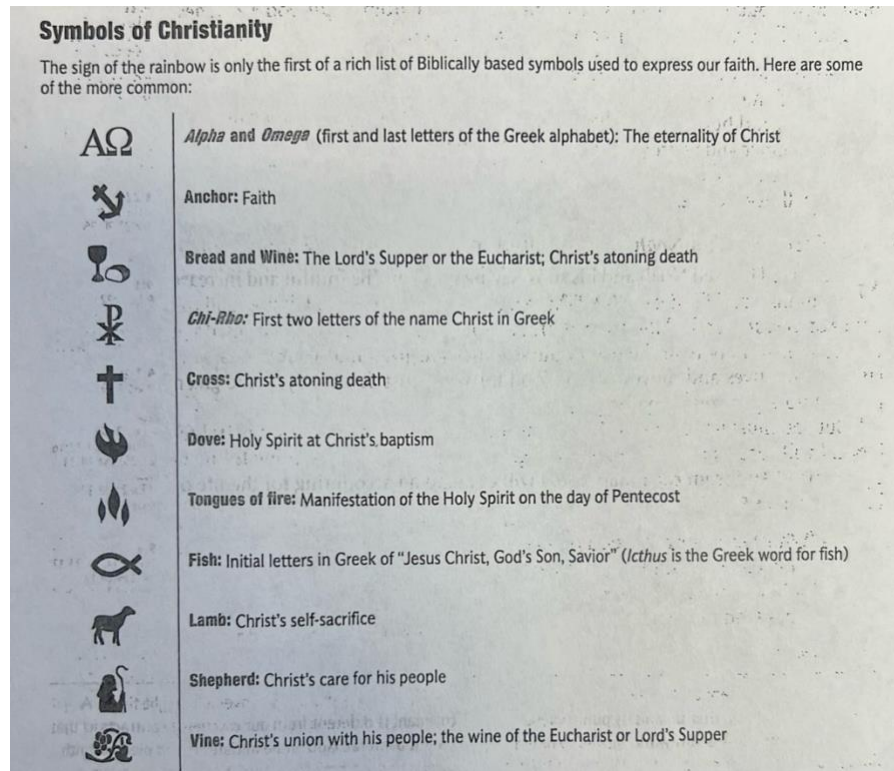 Symbols of Christianity
The sign of the rainbow is only the first of a rich list of Biblically based symbols used to express our faith. Here are some
of the more common:
ΑΩ Alpha and Omega (first and last letters of the Greek alphabet): The eternality of Christ
Anchor: Faith
Bread and Wine: The Lord's Supper or the Eucharist; Christ's atoning death
Chi-Rho: First two letters of the name Christ in Greek
Cross: Christ's atoning death
Dove: Holy Spirit at Christ's baptism
Tongues of fire: Manifestation of the Holy Spirit on the day of Pentecost
Fish: Initial letters in Greek of "Jesus Christ, God's Son, Savior" (Icthus is the Greek word for fish)
Lamb: Christ's self-sacrifice
Shepherd: Christ's care for his people
Vine: Christ's union with his people; the wine of the Eucharist or Lord's Supper